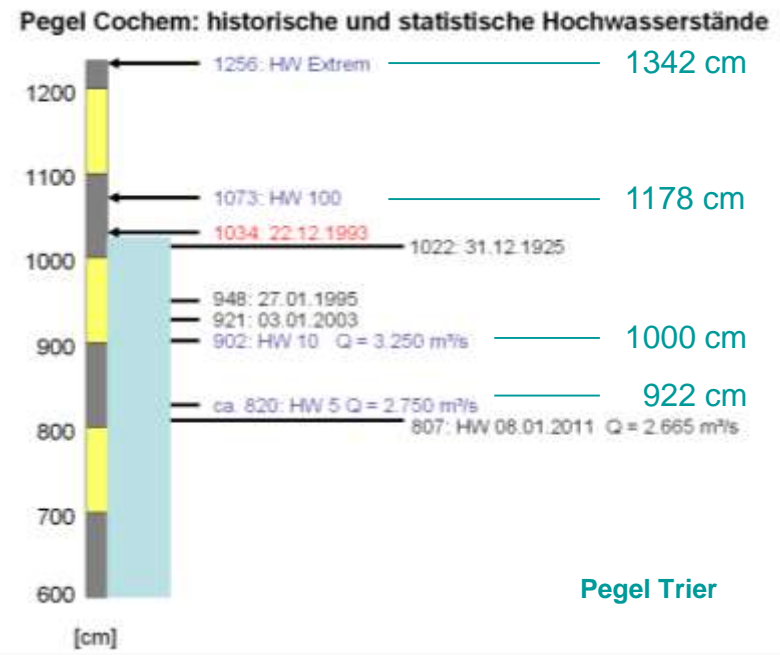 Pegel Cochem: historische und statistische Hochwasserstände
1256: HW Extrem 1342 cm
1200
1100
1073: HW 100 1178 cm
1034: 22.12.1993
1022: 31.12.1925
1000
948: 27.01.1995
921: 03.01.2003
902: HW 10 Q = 3.250 m³/s 1000 cm
900
922 cm
ca. 820: HW 5 Q = 2.750 m³/s
807: HW 08.01.2011 Q = 2.665 m³/s
800
700
600
Pegel Trier
[cm]